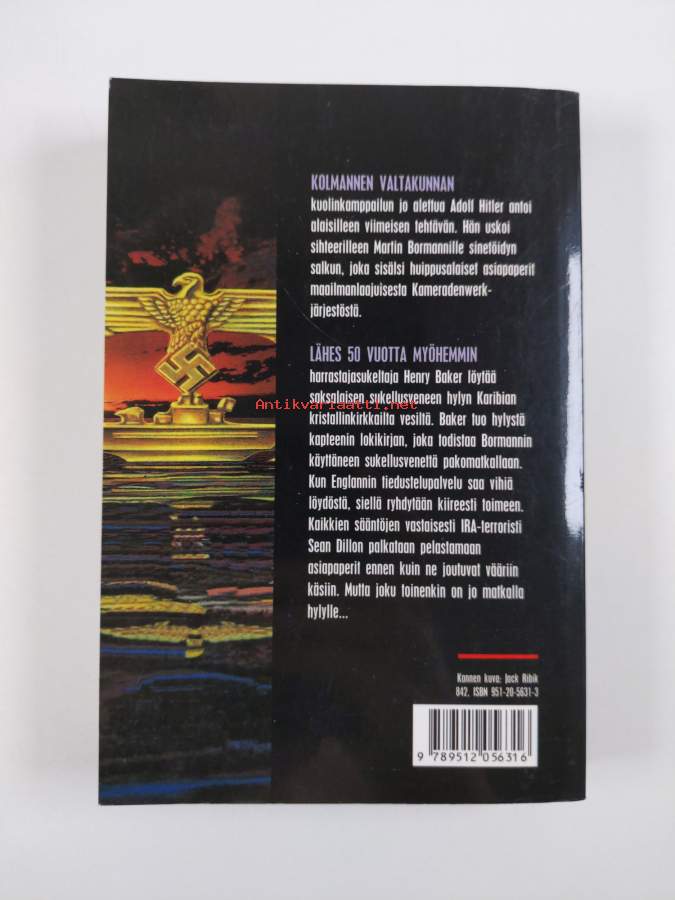 KOLMANNEN VALTAKUNNAN
kuolinkamppailun jo alettua Adolf Hitler antoi
alaisilleen viimeisen tehtävän. Hän uskoi
sihteerilleen Martin Bormannille sinetöidyn
salkun, joka sisälsi huippusalaiset asiapaperit
maailmanlaajuisesta Kameradenwerk-
järjestöstä.
LÄHES 50 VUOTTA MYÖHEMMIN
harrastajasukeltaja Henry Baker löytää
saksalaisen sukellusveneen hylyn Karibian
Antikvariaatti.net
kristallinkirkkailta vesiltä. Baker tuo hylystä
kapteenin lokikirjan, joka todistaa Bormannin
käyttäneen sukellusvenettä pakomatkallaan.
Kun Englannin tiedustelupalvelu saa vihiä
löydöstä, siellä ryhdytään kiireesti toimeen.
Kaikkien sääntöjen vastaisesti IRA-terroristi
Sean Dillon palkataan pelastamaan
asiapaperit ennen kuin ne joutuvat vääriin
käsiin. Mutta joku toinenkin on jo matkalla
hylylle...
Kannen kuva: Jack Ribik
842, ISBN 951-20-5631-3
9 789512 056316